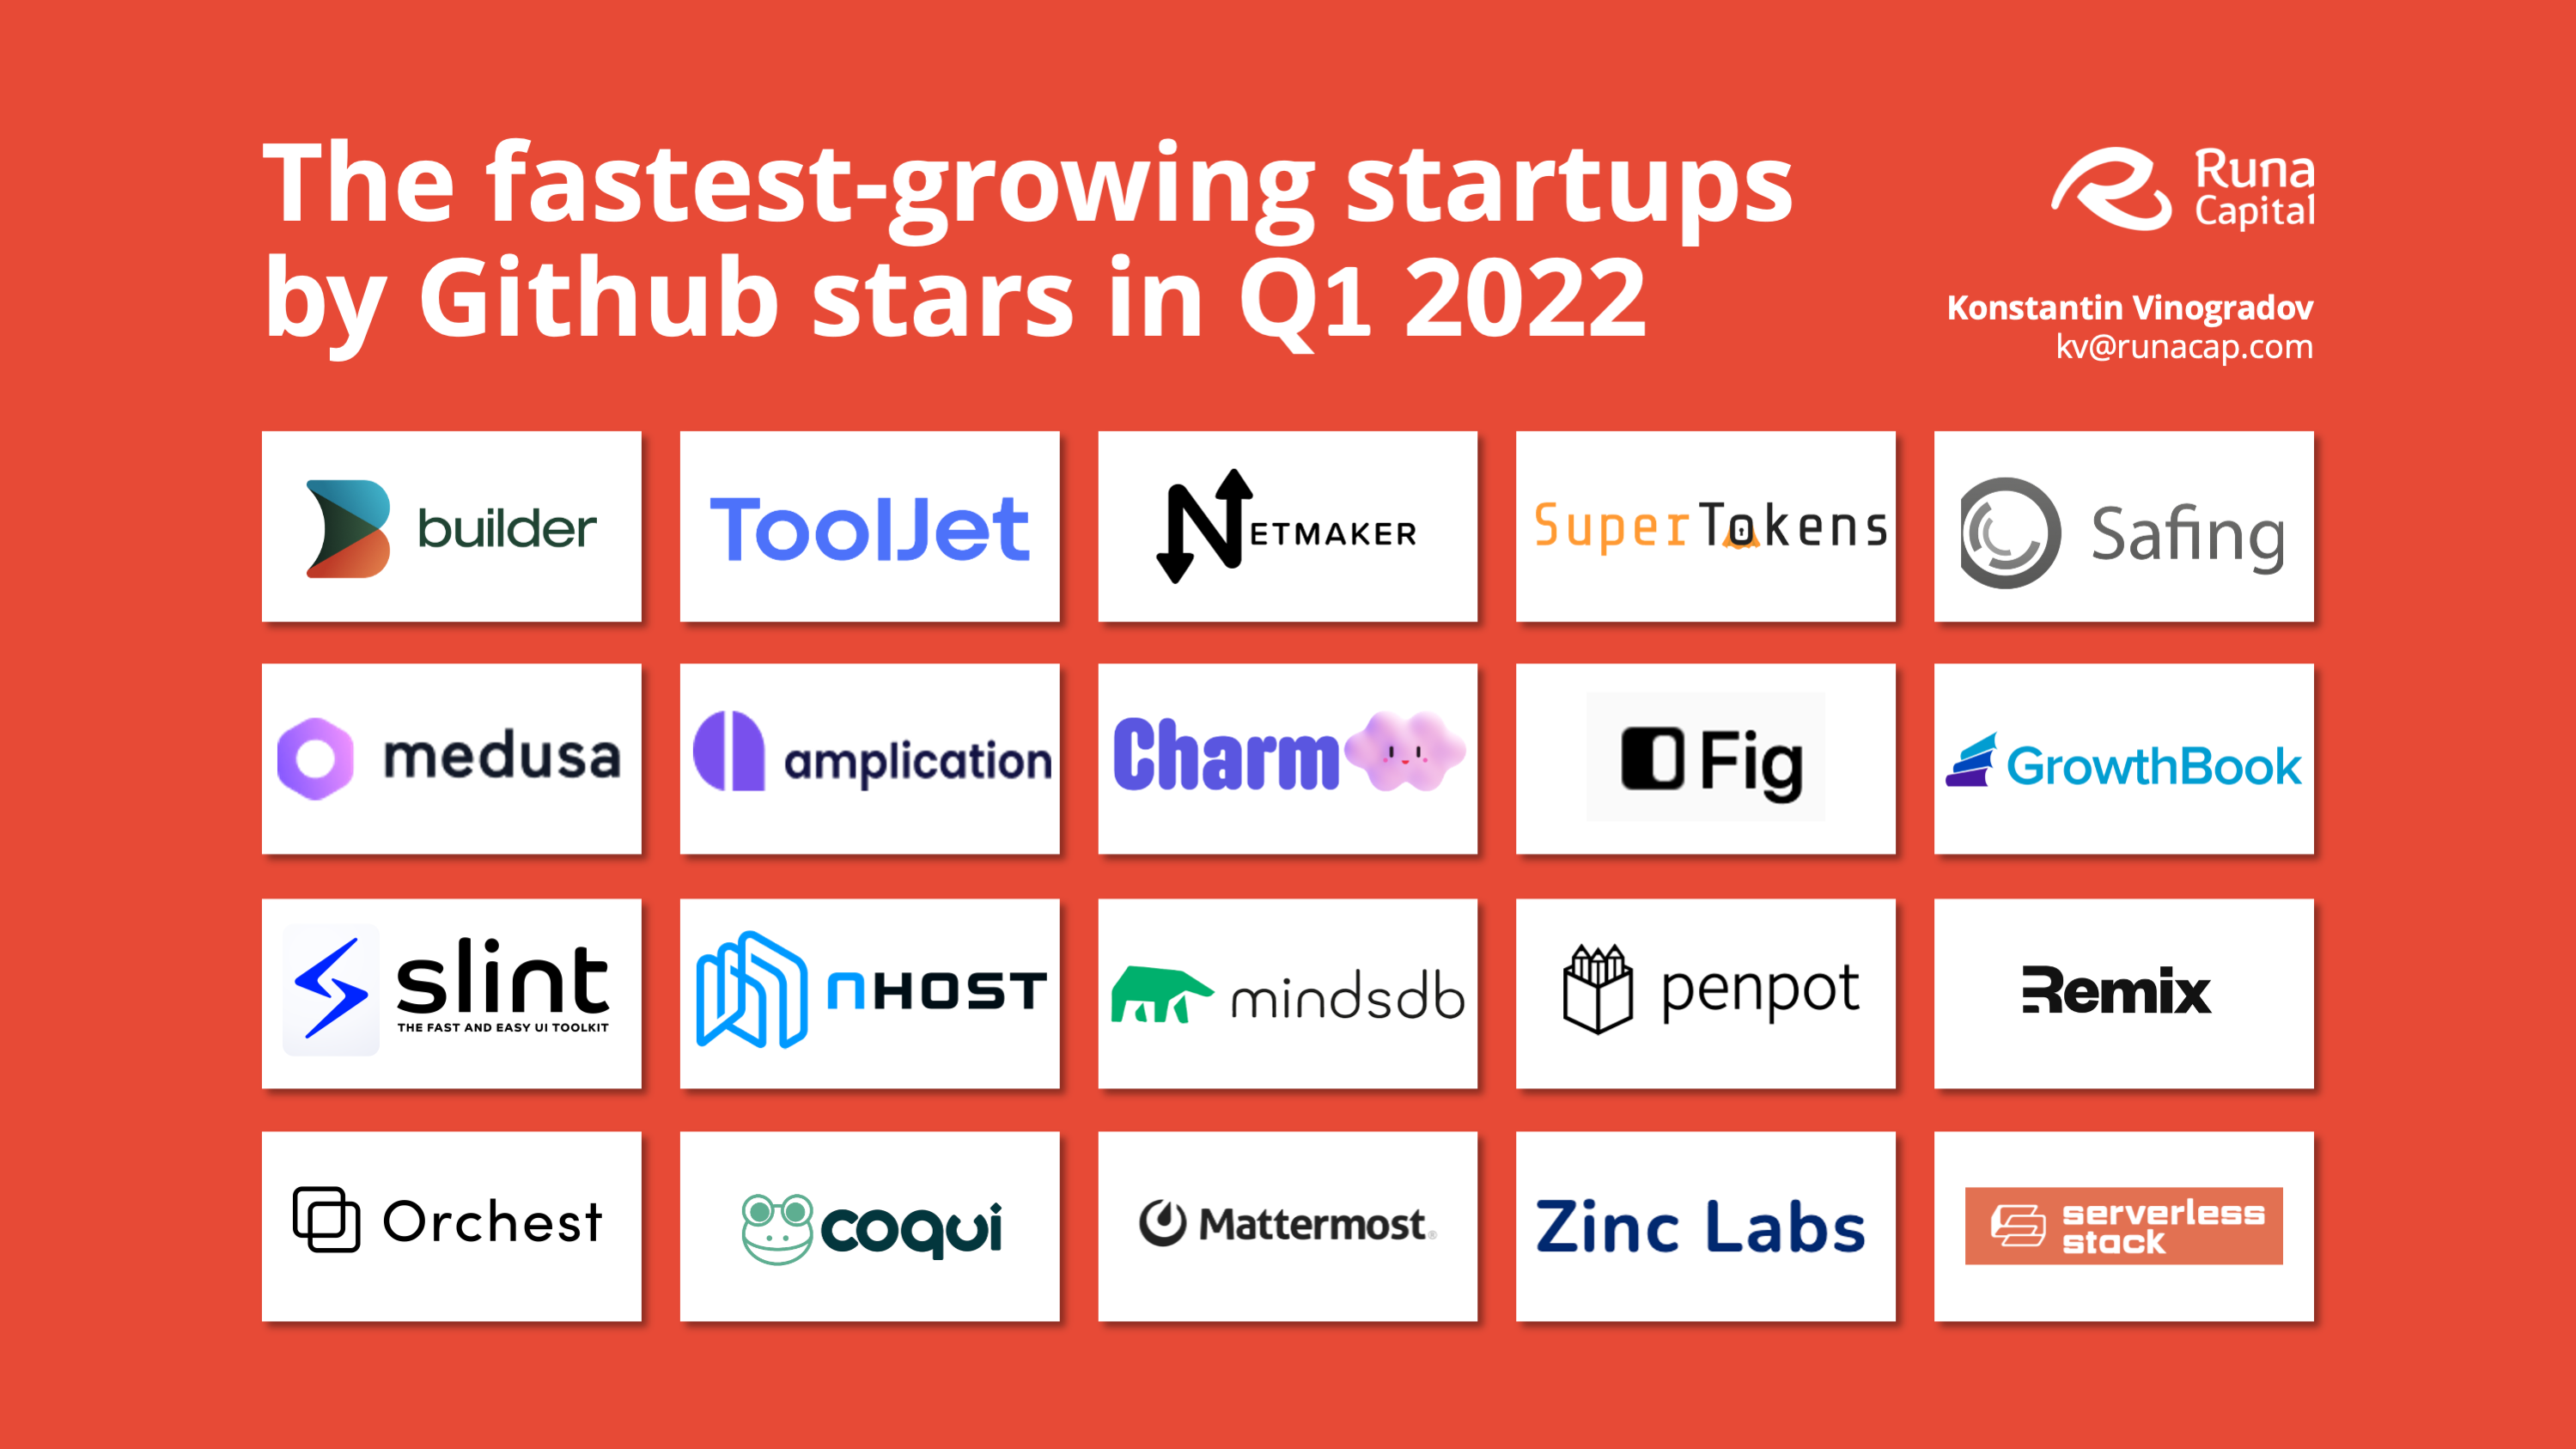 The fastest-growing startups
by Github stars in Q1 2022
Runa
Capital
Konstantin Vinogradov
kv@runacap.com
builder
ToolJet
NETMAKER
SuperTokens
Safing
medusa
amplication
Charm
Fig
GrowthBook
slint
THE FAST AND EASY UI TOOLKIT
nHOST
mindsdb
penpot
Remix
Orchest
coqui
Mattermost®
Zinc Labs
serverless
stack